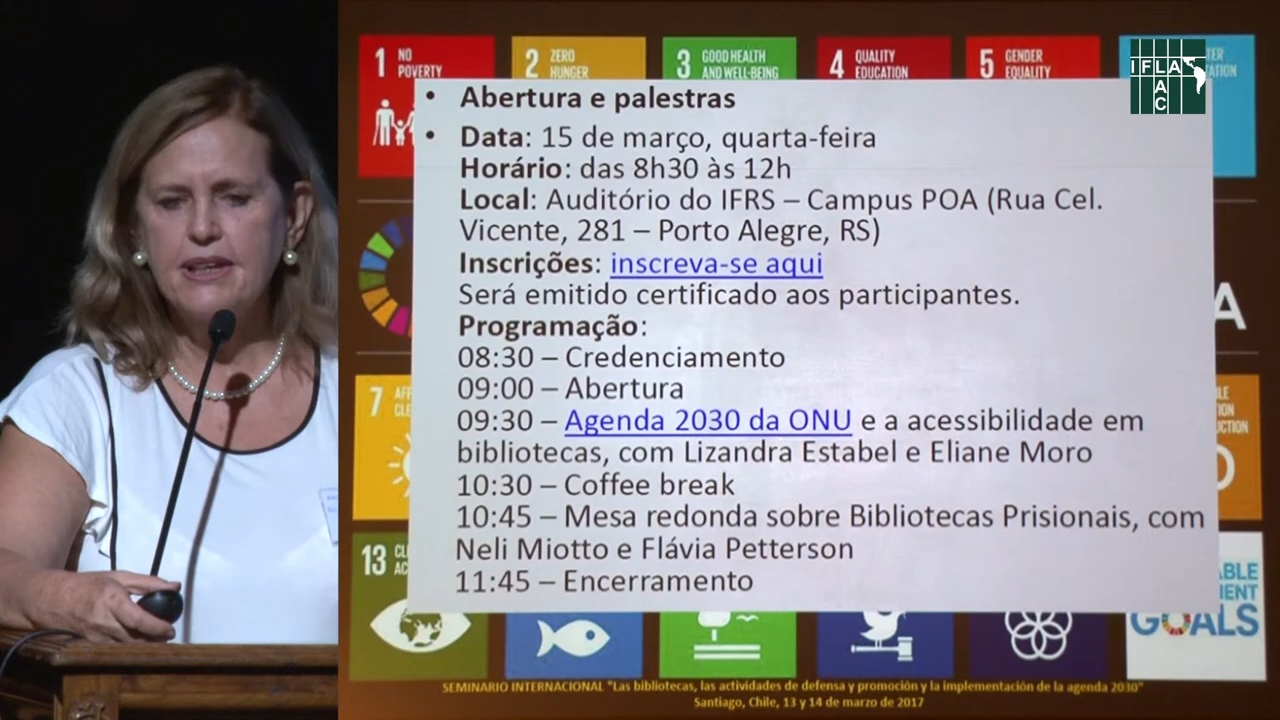 1 NO POVERTY
2 ZERO HUNGER
3 GOOD HEALTH AND WELL-BEING
4 QUALITY EDUCATION
5 GENDER EQUALITY
IFLA
LAC
• Abertura e palestras
• Data: 15 de março, quarta-feira
Horário: das 8h30 às 12h
Local: Auditório do IFRS – Campus POA (Rua Cel.
Vicente, 281 – Porto Alegre, RS)
Inscrições: inscreva-se aqui
Será emitido certificado aos participantes.
Programação:
08:30 – Credenciamento
09:00 – Abertura
09:30 – Agenda 2030 da ONU e a acessibilidade em
bibliotecas, com Lizandra Estabel e Eliane Moro
10:30 – Coffee break
10:45 – Mesa redonda sobre Bibliotecas Prisionais, com
Neli Miotto e Flávia Petterson
11:45 – Encerramento
7
13
GOALS
SEMINARIO INTERNACIONAL "Las bibliotecas, las actividades de defensa y promoción y la implementación de la agenda 2030"
Santiago, Chile, 13 y 14 de marzo de 2017